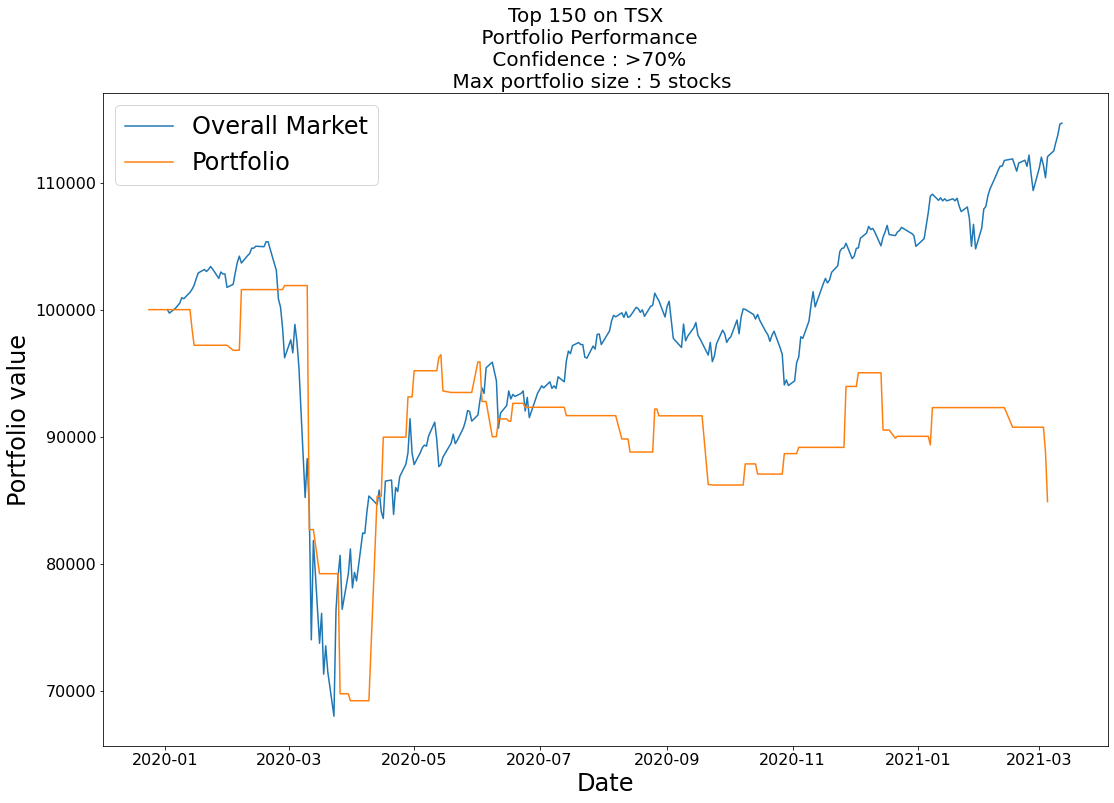 Top 150 on TSX
Portfolio Performance
Confidence : >70%
Max portfolio size : 5 stocks
Overall Market
Portfolio
Portfolio value
110000
100000
90000
80000
70000
2020-01 2020-03 2020-05 2020-07 2020-09 2020-11 2021-01 2021-03
Date